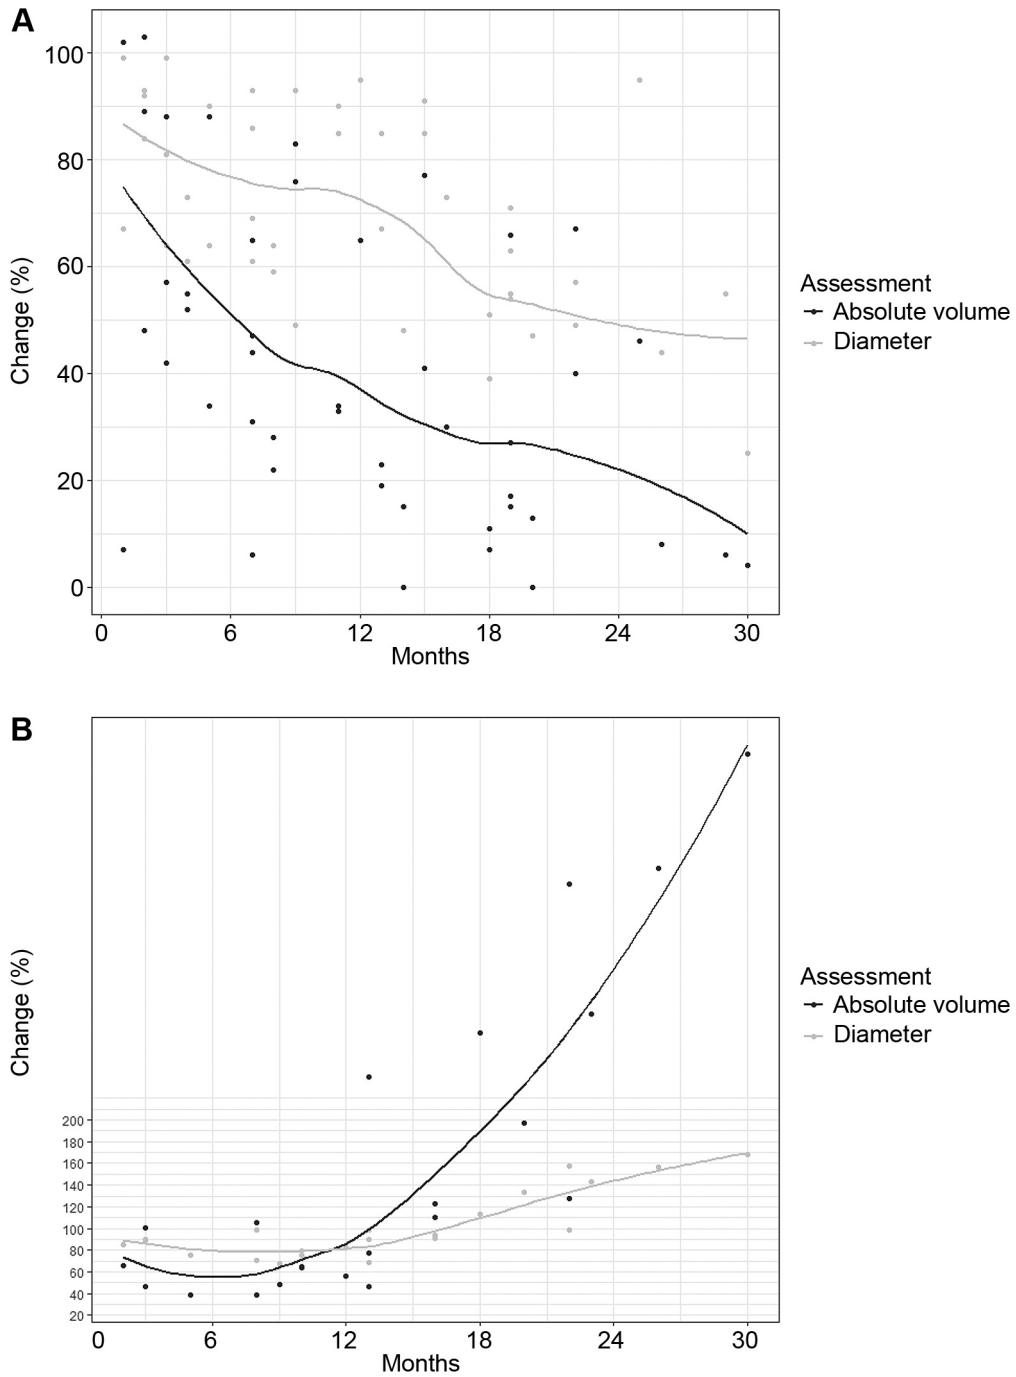 A
100
80
60
40
20
0
Change (%)
0 6 12 18 24 30
Months
Assessment
Absolute volume
Diameter
B
200
180
160
140
120
100
80
60
40
20
Change (%)
0 6 12 18 24 30
Months
Assessment
Absolute volume
Diameter